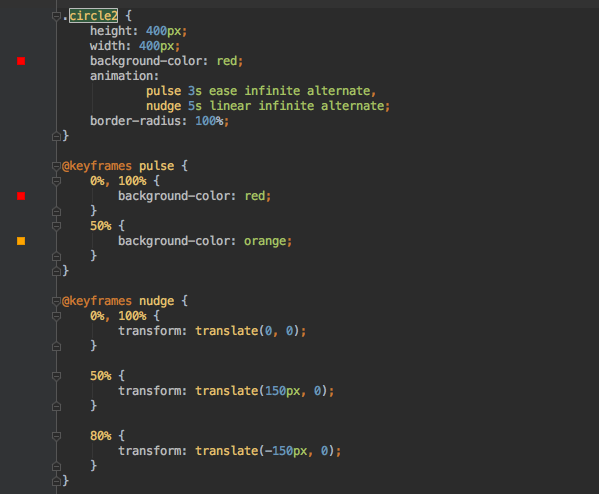 .circle2 {
height: 400px;
width: 400px;
background-color: red;
animation:
pulse 3s ease infinite alternate,
nudge 5s linear infinite alternate;
border-radius: 100%;
}
@keyframes pulse {
0%, 100% {
background-color: red;
}
50% {
background-color: orange;
}
}
@keyframes nudge {
0%, 100% {
transform: translate(0, 0);
}
50% {
transform: translate(150px, 0);
}
80% {
transform: translate(-150px, 0);
}
}